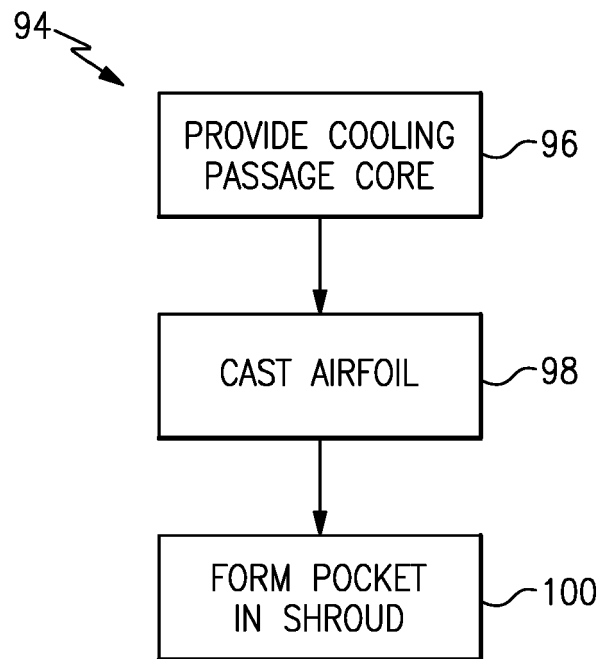 94
PROVIDE COOLING
PASSAGE CORE
96
CAST AIRFOIL
98
FORM POCKET
IN SHROUD
100